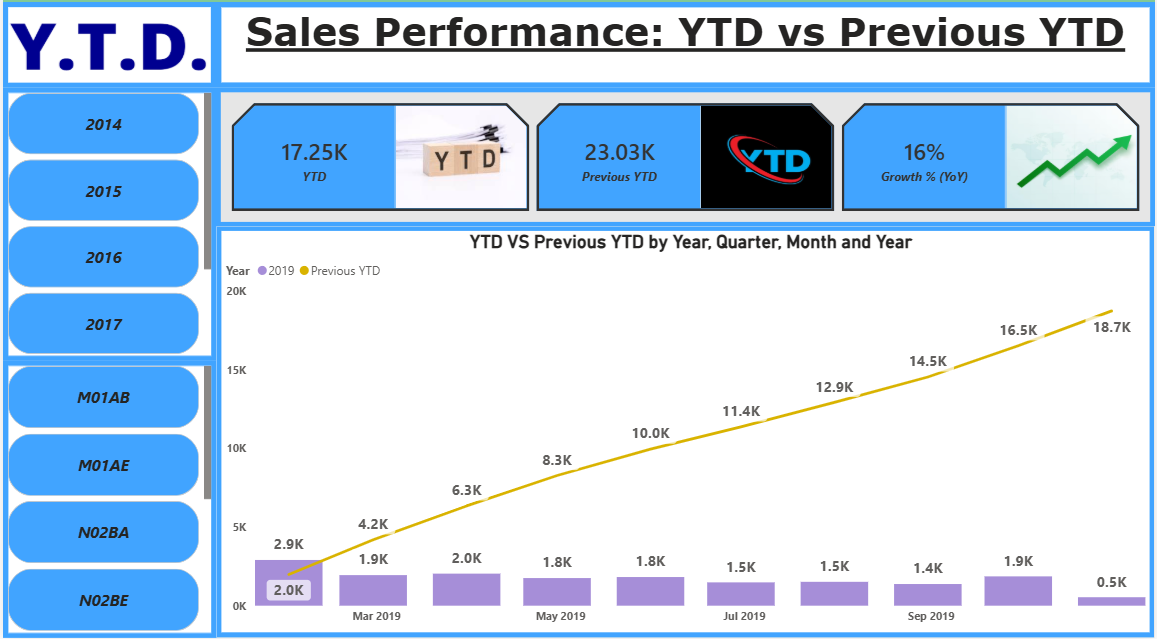 Y.T.D.
Sales Performance: YTD vs Previous YTD
2014
2015
2016
2017
M01AB
M01AE
N02BA
N02BE
17.25K
YTD
Y T D
23.03K
Previous YTD
YTD
16%
Growth % (YoY)
YTD VS Previous YTD by Year, Quarter, Month and Year
Year 2019 Previous YTD
20K
15K
10K
5K
0K
2.0K
4.2K
6.3K
8.3K
10.0K
11.4K
12.9K
14.5K
16.5K
18.7K
2.9K
1.9K
2.0K
1.8K
1.8K
1.5K
1.5K
1.4K
1.9K
0.5K
Mar 2019
May 2019
Jul 2019
Sep 2019